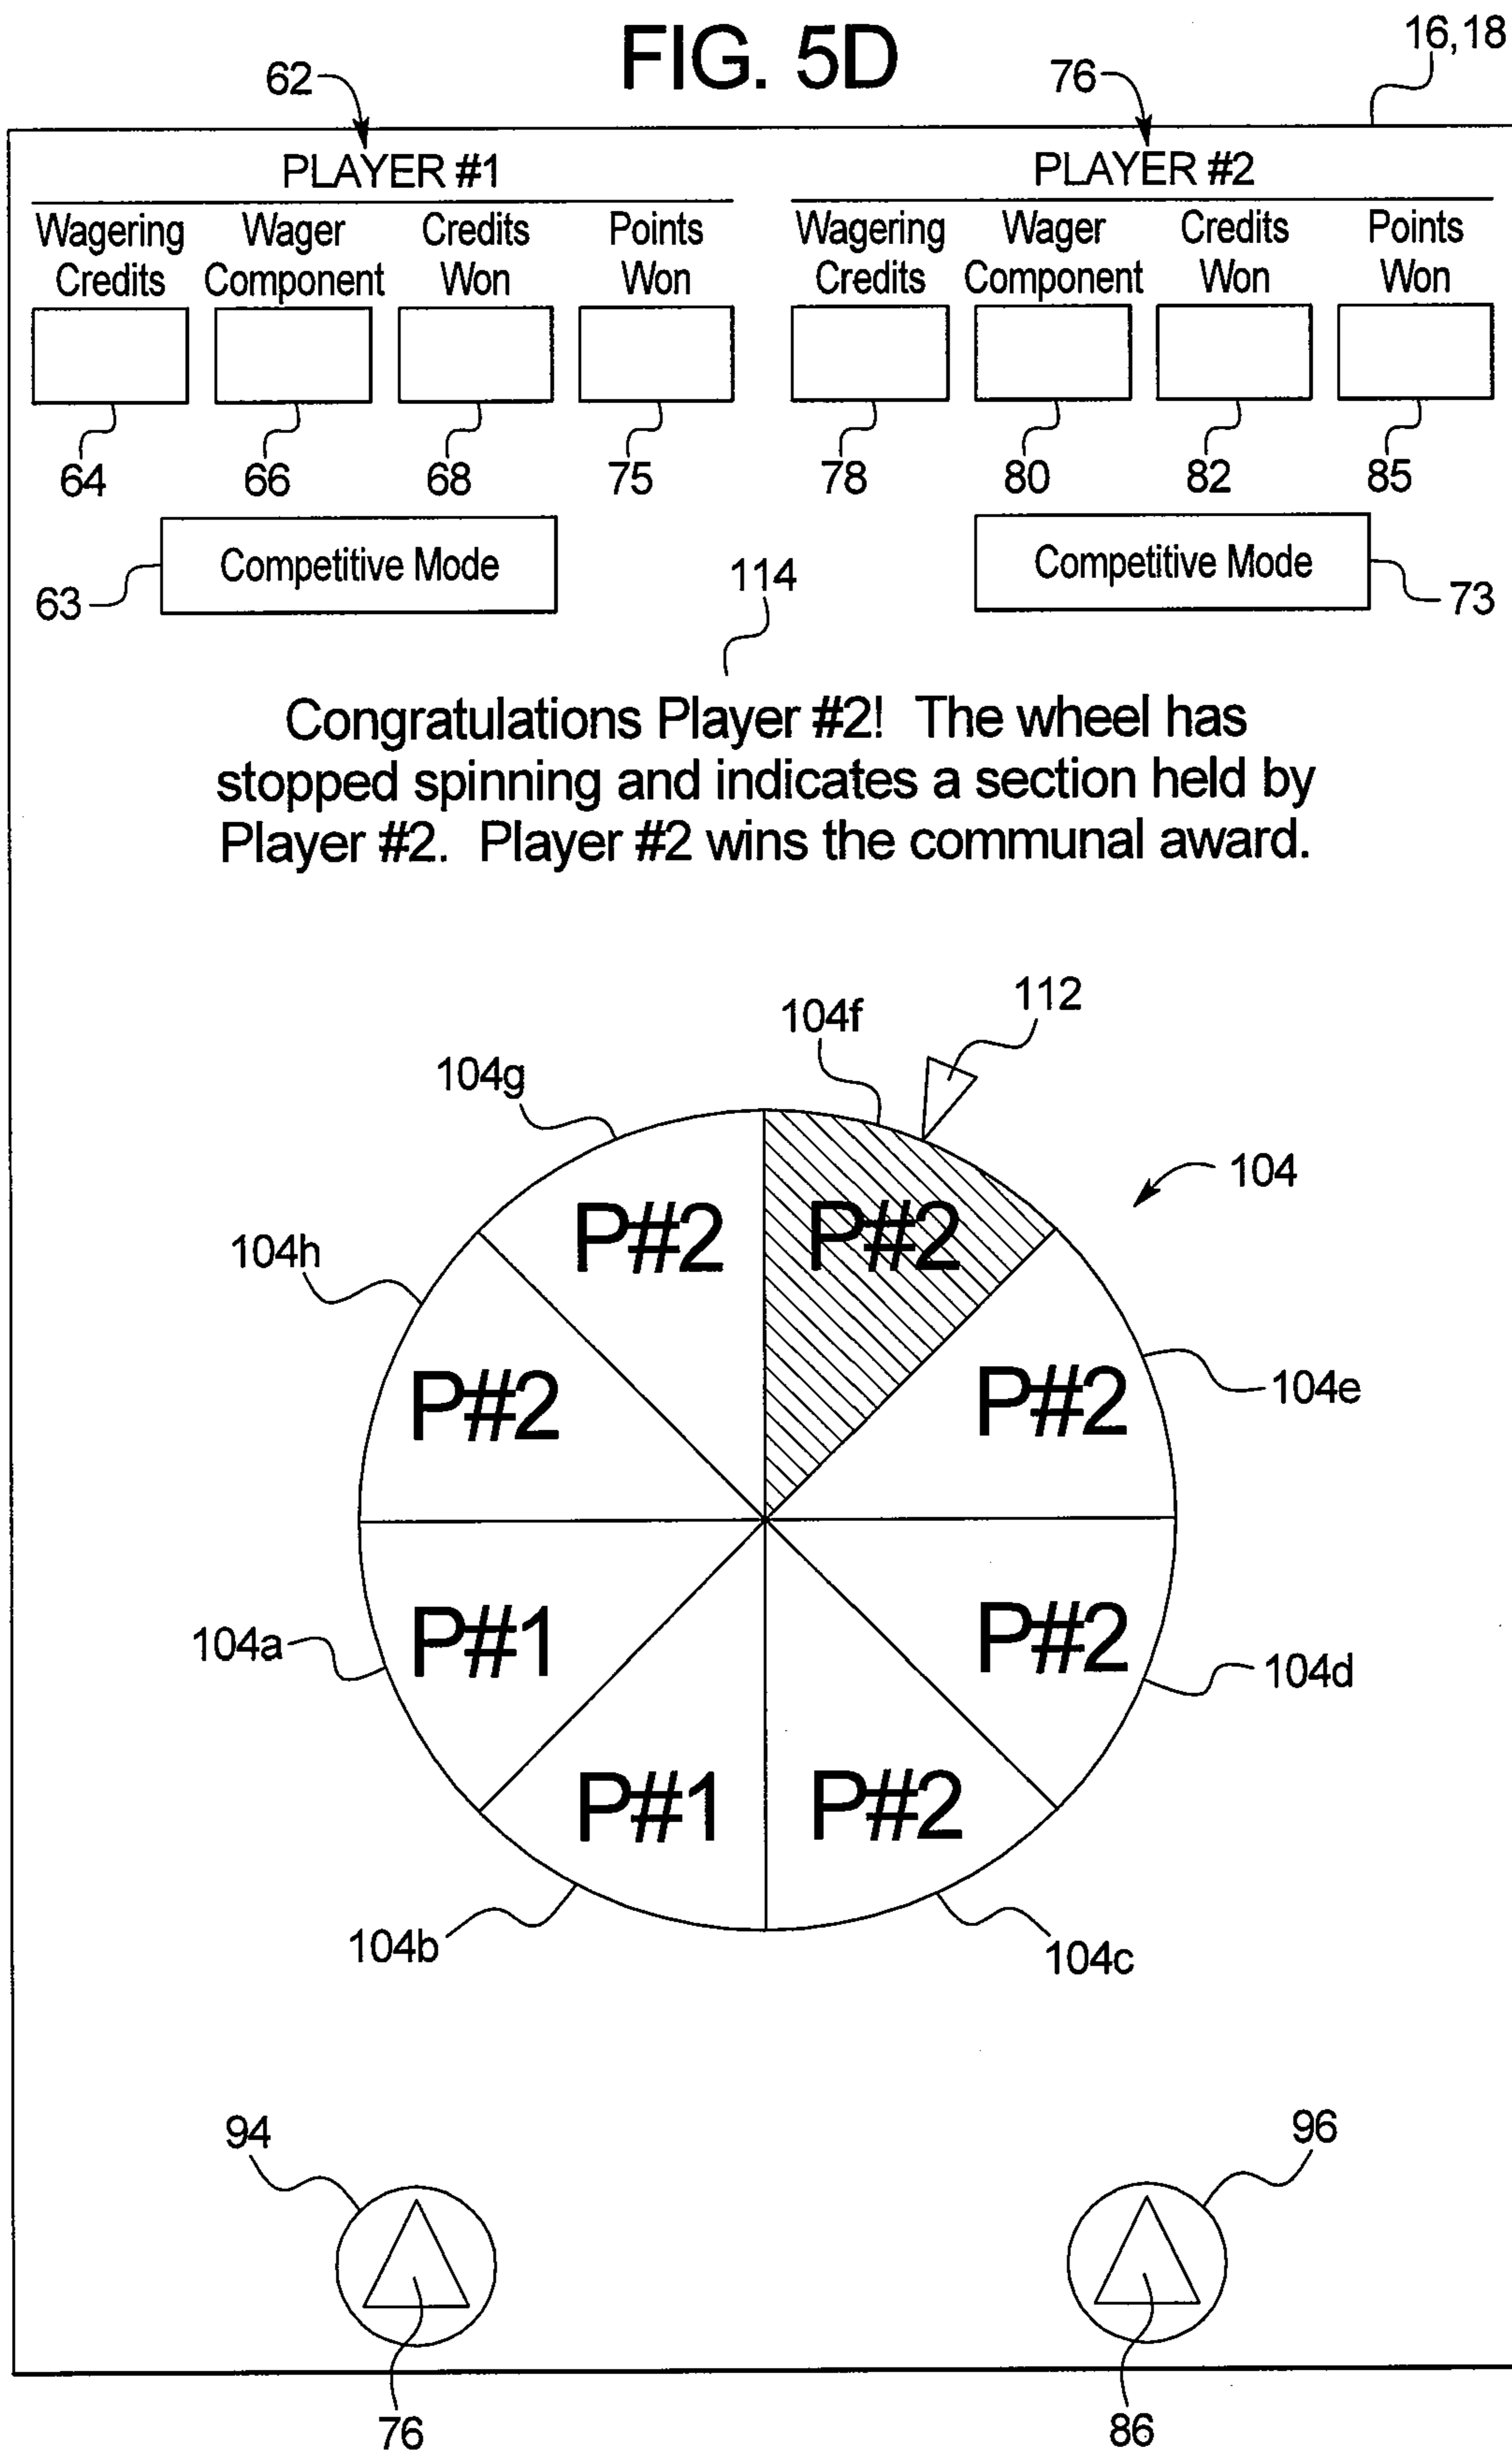 FIG. 5D
16,18
62
76
PLAYER #1
PLAYER #2
Wagering Credits
Wager Component
Credits Won
Points Won
Wagering Credits
Wager Component
Credits Won
Points Won
64
66
68
75
78
80
82
85
63
Competitive Mode
114
Competitive Mode
73
Congratulations Player #2! The wheel has
stopped spinning and indicates a section held by
Player #2. Player #2 wins the communal award.
112
104f
104g
104
P#2
P#2
104h
P#2
P#2
104e
P#1
P#2
104a
104d
P#1
P#2
104b
104c
94
96
76
86